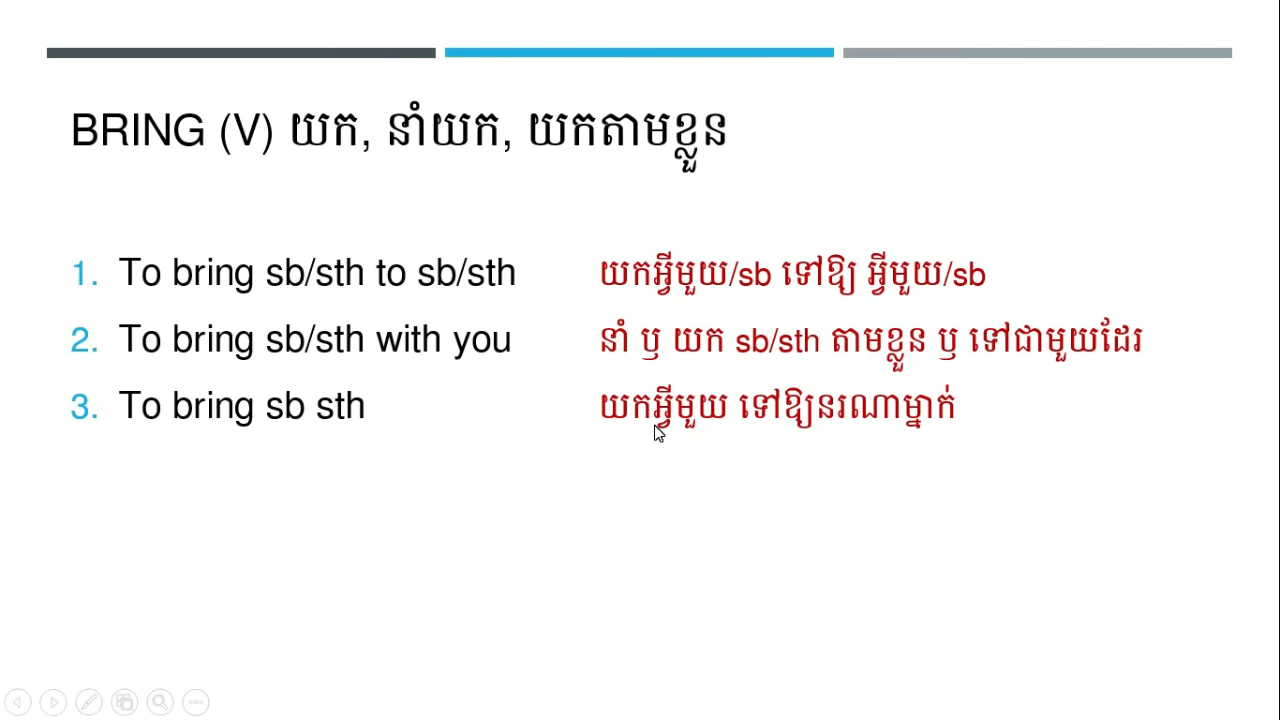 BRING (V) យក, នាំយក, យកតាមខ្លួន
1. To bring sb/sth to sb/sth យកអ្វីមួយ/sb ទៅឱ្យ អ្វីមួយ/sb
2. To bring sb/sth with you នាំ ឬ យក sb/sth តាមខ្លួន ឬ ទៅជាមួយដែរ
3. To bring sb sth យកអ្វីមួយ ទៅឱ្យនរណាម្នាក់